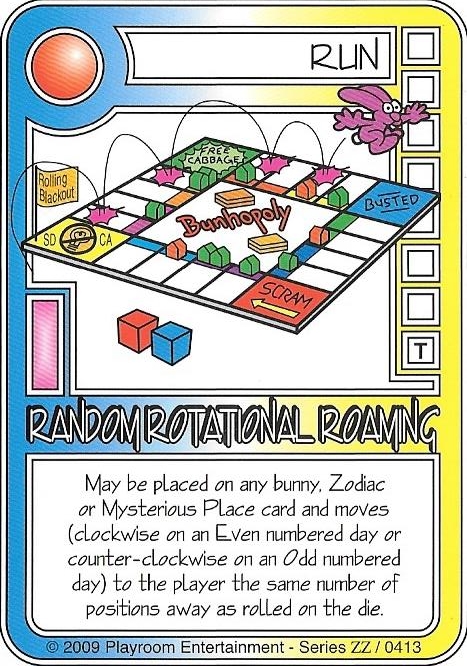 RUN
FREE
CABBAGE!
Rolling
Blackout
BUSTED
Bunhopoly
SD CA
SCRAM
T
RANDOM ROTATIONAL ROAMING
May be placed on any bunny, Zodiac
or Mysterious Place card and moves
(clockwise on an Even numbered day or
counter-clockwise on an Odd numbered
day) to the player the same number of
positions away as rolled on the die.
© 2009 Playroom Entertainment - Series ZZ / 0413